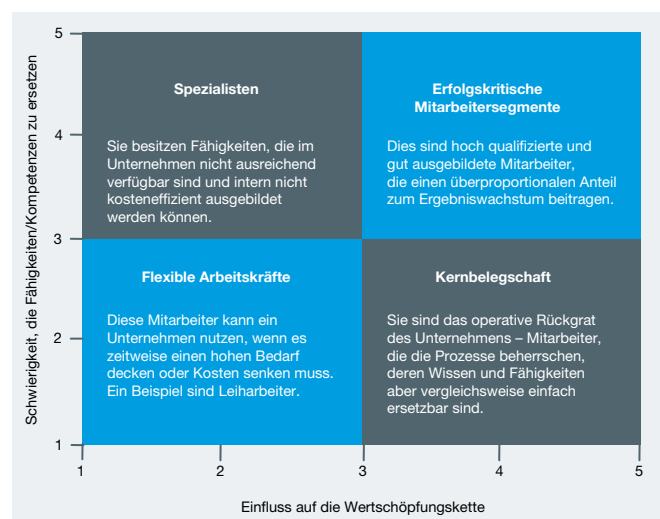 Schwierigkeit, die Fähigkeiten/Kompetenzen zu ersetzen
5
4
3
2
1
Spezialisten
Sie besitzen Fähigkeiten, die im
Unternehmen nicht ausreichend
verfügbar sind und intern nicht
kosteneffizient ausgebildet
werden können.
Erfolgskritische
Mitarbeitersegmente
Dies sind hoch qualifizierte und
gut ausgebildete Mitarbeiter,
die einen überproportionalen Anteil
zum Ergebniswachstum beitragen.
Flexible Arbeitskräfte
Diese Mitarbeiter kann ein
Unternehmen nutzen, wenn es
zeitweise einen hohen Bedarf
decken oder Kosten senken muss.
Ein Beispiel sind Leiharbeiter.
Kernbelegschaft
Sie sind das operative Rückgrat
des Unternehmens – Mitarbeiter,
die die Prozesse beherrschen,
deren Wissen und Fähigkeiten
aber vergleichsweise einfach
ersetzbar sind.
1
2
3
4
5
Einfluss auf die Wertschöpfungskette